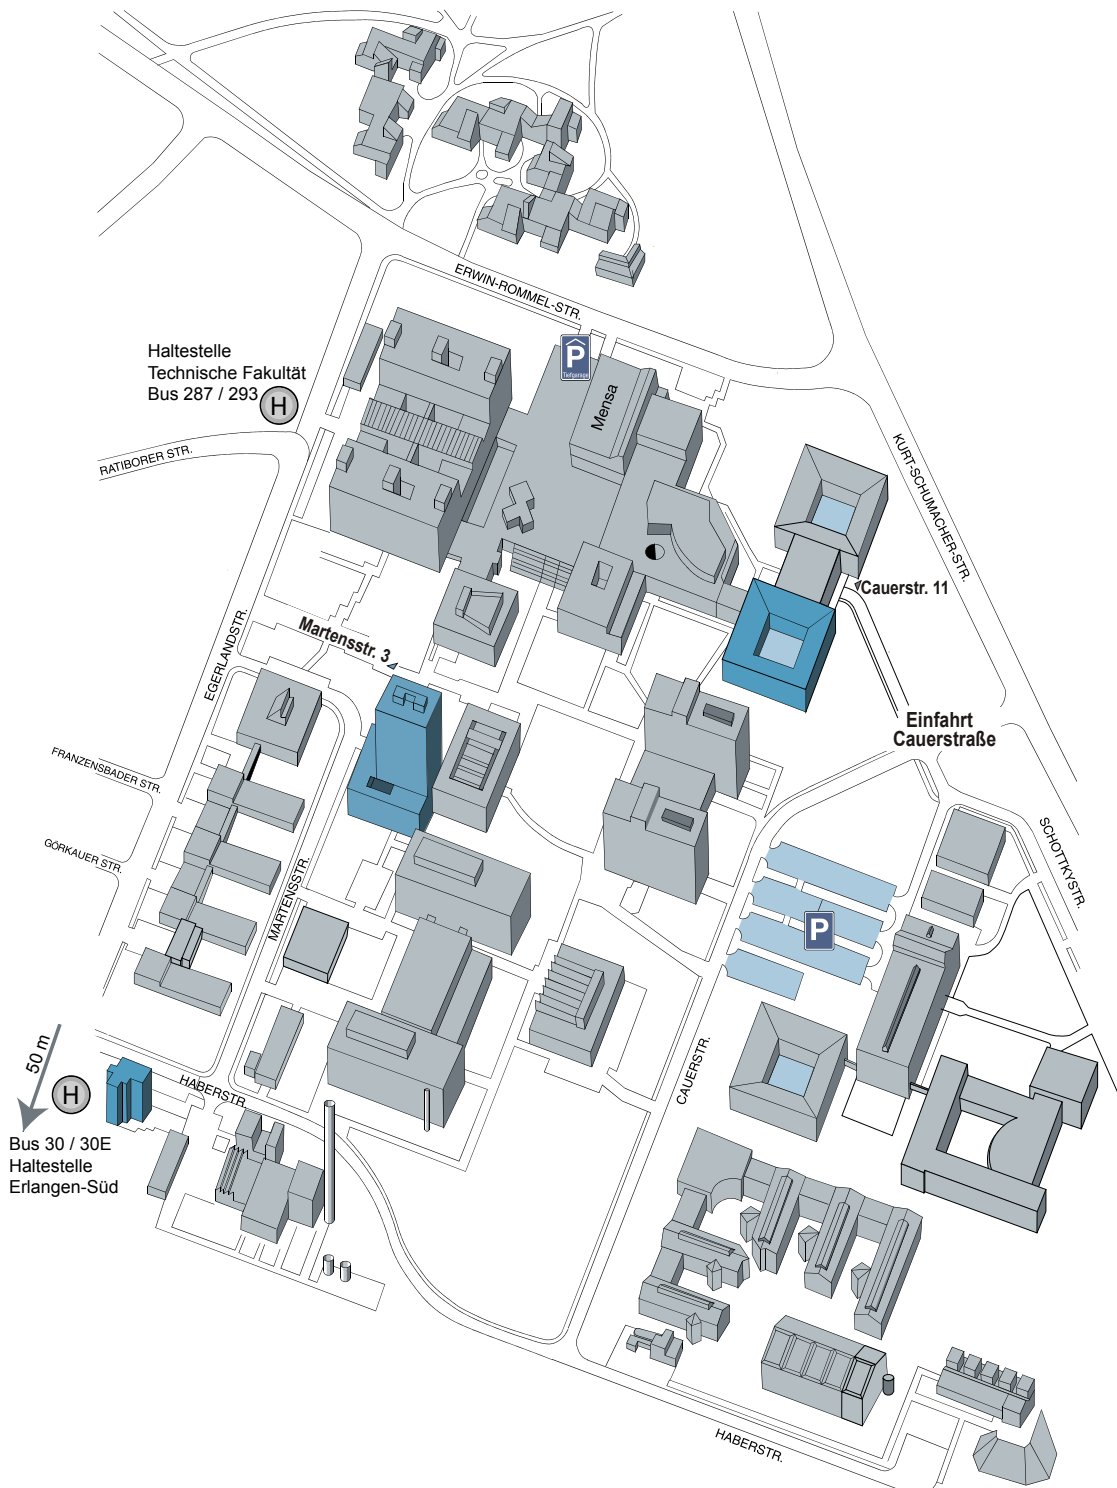 ERWIN-ROMMEL-STR.
P
Tiefgarage
Mensa
Haltestelle
Technische Fakultät
Bus 287 / 293
H
RATIBORER STR.
KURT-SCHUMACHER-STR.
Cauerstr. 11
EGERLANDSTR.
Martensstr. 3
Einfahrt
Cauerstraße
FRANZENSBADER STR.
GÖRKAUER STR.
SCHOTTKYSTR.
MARTENSSTR.
P
50 m
H
HABERSTR.
CAUERSTR.
Bus 30 / 30E
Haltestelle
Erlangen-Süd
HABERSTR.